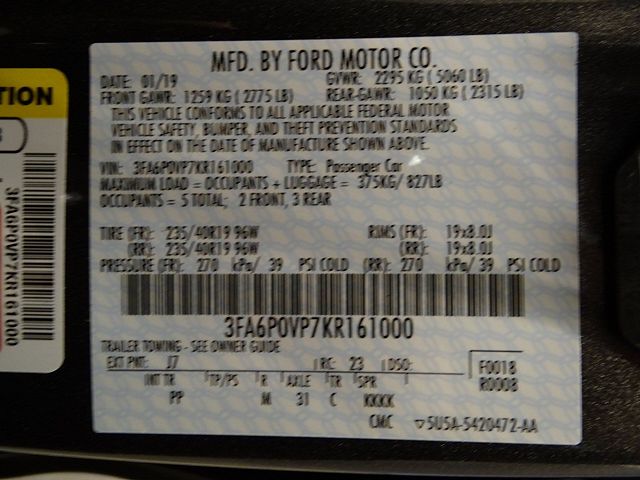 MFD. BY FORD MOTOR CO.
DATE: 01/19 GVWR: 2295 KG ( 5060 LB)
FRONT GAWR: 1259 KG ( 2775 LB) REAR-GAWR: 1050 KG ( 2315 LB)
THIS VEHICLE CONFORMS TO ALL APPLICABLE FEDERAL MOTOR
VEHICLE SAFETY, BUMPER, AND THEFT PREVENTION STANDARDS
IN EFFECT ON THE DATE OF MANUFACTURE SHOWN ABOVE.
VIN: 3FA6P0VP7KR161000 TYPE: Passenger Car
MAXIMUM LOAD = OCCUPANTS + LUGGAGE = 375KG/ 827LB
OCCUPANTS = 5 TOTAL; 2 FRONT, 3 REAR
TIRE (FR): 235/40R19 96W RIMS (FR): 19x8.0J
(RR): 235/40R19 96W (RR): 19x8.0J
PRESSURE (FR): 270 kPa/ 39 PSI COLD (RR): 270 kPa/ 39 PSI COLD
3FA6P0VP7KR161000
TRAILER TOWING - SEE OWNER GUIDE
EXT PNT: J7 RC: 23 DSO: F0018
INT TR TP/PS R AXLE TR SPR R0008
PP M 31 C KKKK
CMC ▽5U5A-5420472-AA
TION
3FA6P0VP7KR161000